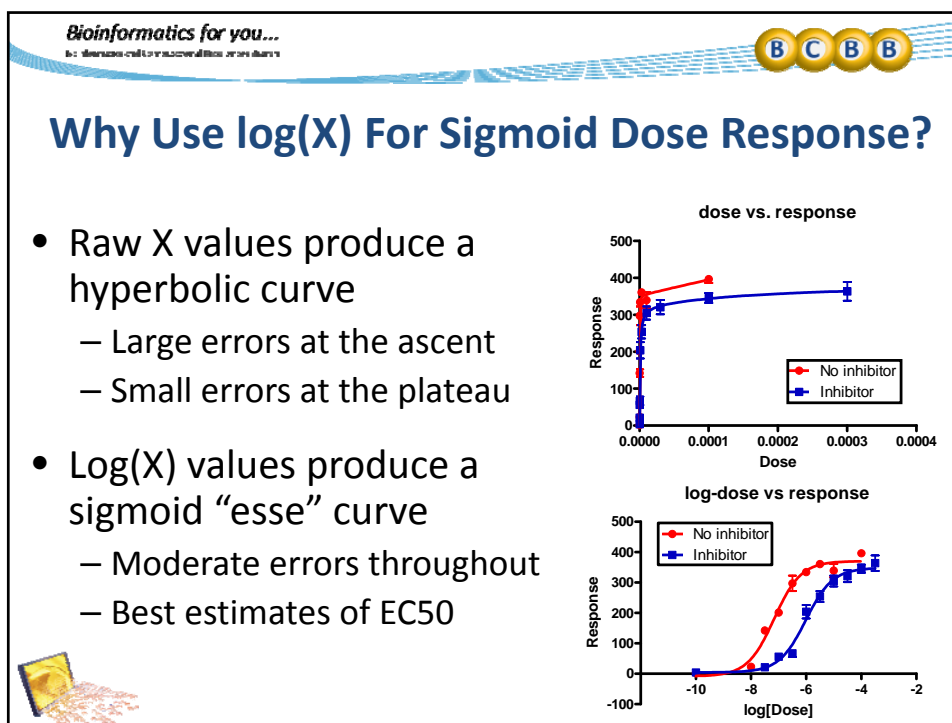 Bioinformatics for you...
B C B B
Why Use log(X) For Sigmoid Dose Response?
• Raw X values produce a
hyperbolic curve
– Large errors at the ascent
– Small errors at the plateau
• Log(X) values produce a
sigmoid “esse” curve
– Moderate errors throughout
– Best estimates of EC50
dose vs. response
500
400
300
200
100
0
Response
No inhibitor
Inhibitor
0.0000 0.0001 0.0002 0.0003 0.0004
Dose
log-dose vs response
500
400
300
200
100
0
-100
Response
No inhibitor
Inhibitor
-10 -8 -6 -4 -2
log[Dose]